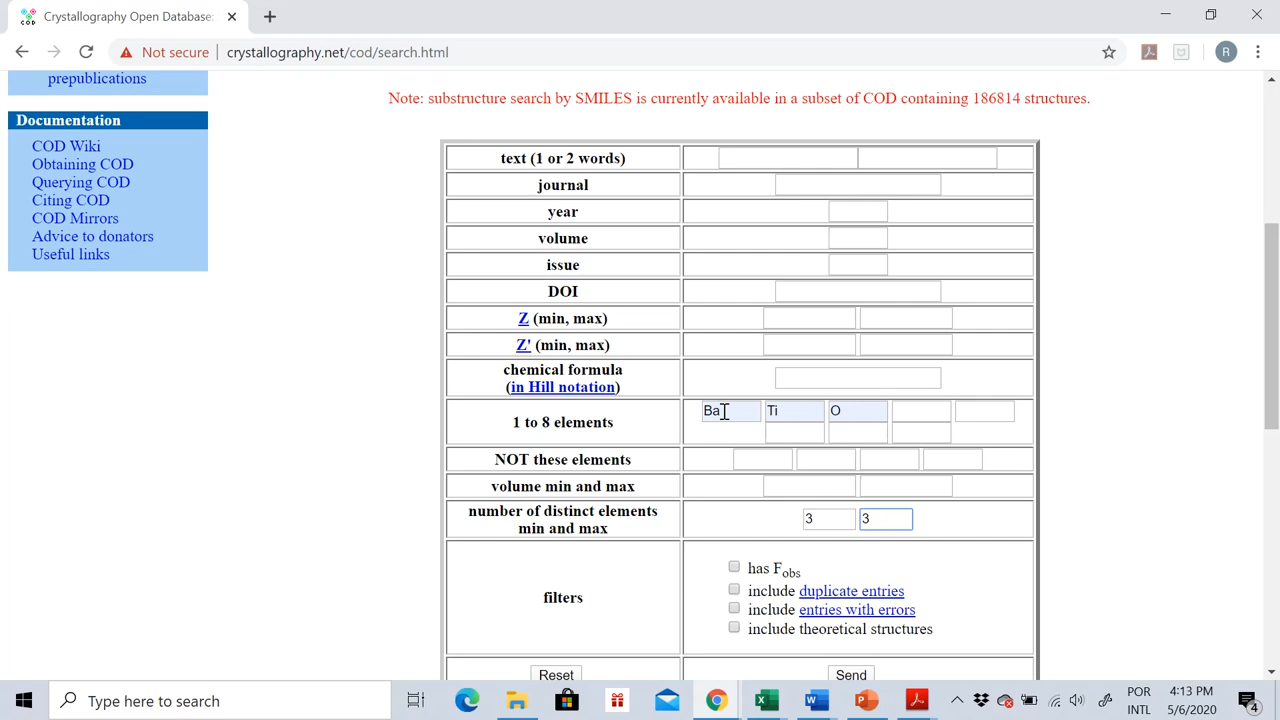 Crystallography Open Database:
Not secure
crystallography.net/cod/search.html
R
prepublications
Note: substructure search by SMILES is currently available in a subset of COD containing 186814 structures.
Documentation
COD Wiki
Obtaining COD
Querying COD
Citing COD
COD Mirrors
Advice to donators
Useful links
text (1 or 2 words)
journal
year
volume
issue
DOI
Z (min, max)
Z' (min, max)
chemical formula
(in Hill notation)
1 to 8 elements
Ba Ti O
NOT these elements
volume min and max
number of distinct elements
min and max
3 3
filters
has Fobs
include duplicate entries
include entries with errors
include theoretical structures
Reset
Send
Type here to search
POR
INTL
4:13 PM
5/6/2020
4